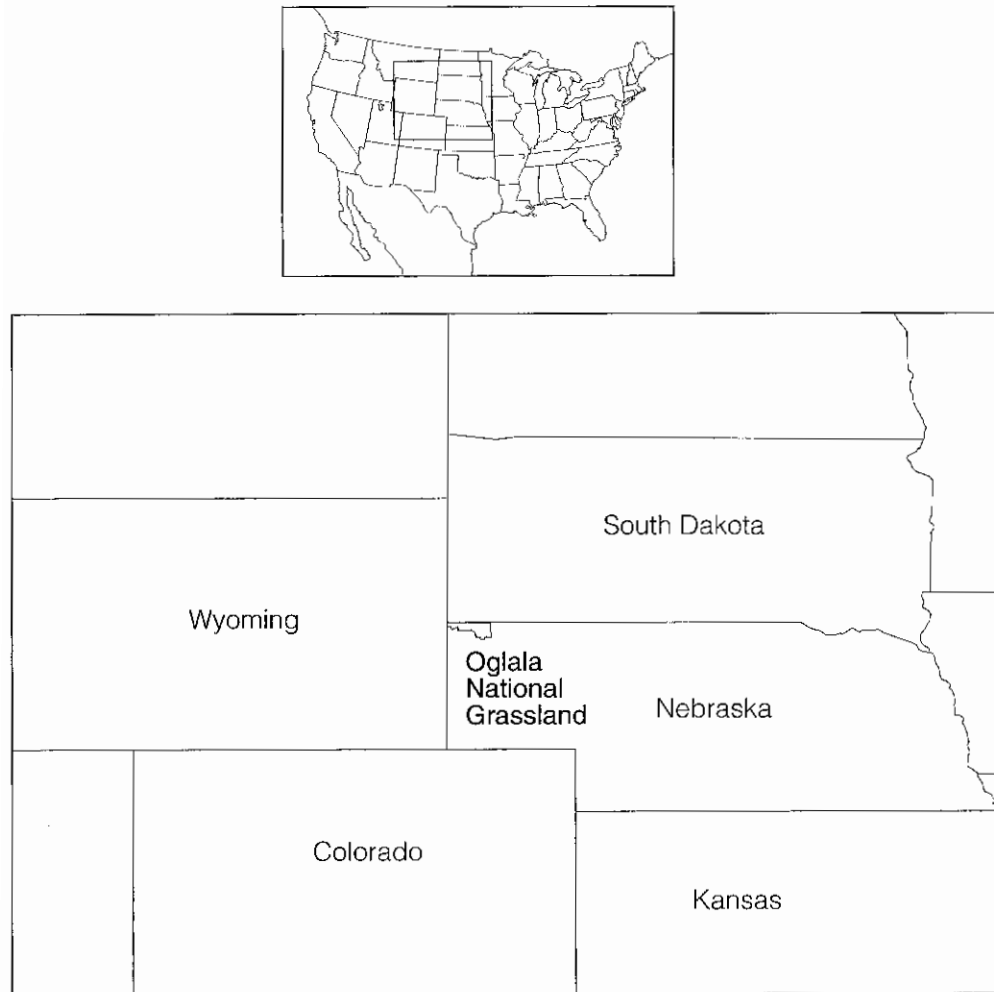 South Dakota
Wyoming
Oglala
National
Grassland
Nebraska
Colorado
Kansas